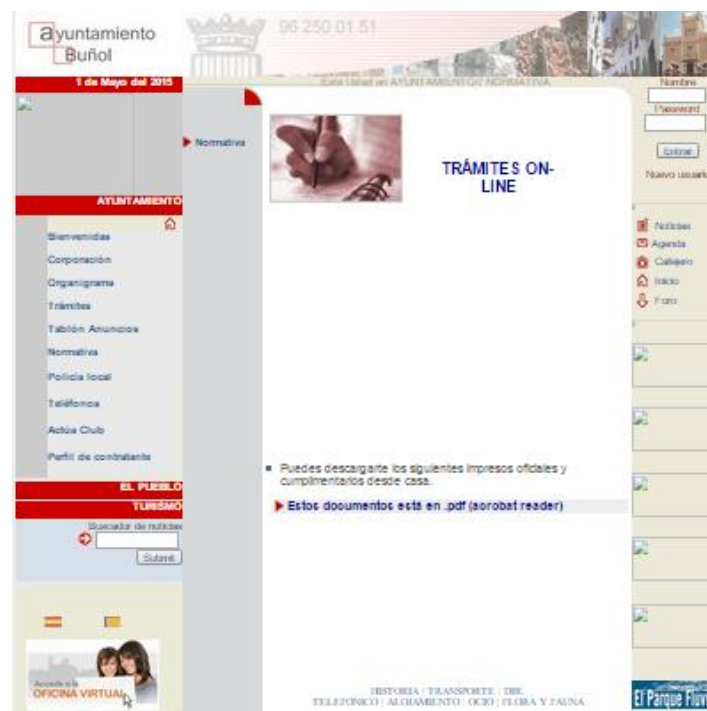 ayuntamiento
Buñol
96 250 01 51
1 de Mayo del 2015
Está Usted en AYUNTAMIENTO// NORMATIVA
Normativa
TRÁMITES ON-
LINE
AYUNTAMIENTO
Bienvenidas
Corporación
Organigrama
Trámites
Tablón Anuncios
Normativa
Policía local
Teléfonos
Actúa Club
Perfil de contratante
EL PUEBLO
TURISMO
Buscador de noticias
Submit
Accede a la
OFICINA VIRTUAL
Puedes descargarte los siguientes impresos oficiales y
cumplimentarlos desde casa.
Estos documentos está en .pdf (acrobat reader)
HISTORIA | TRANSPORTE | DIR.
TELEFONICO | ALOJAMIENTO | OCIO | FLORA Y FAUNA
Nombre
Password
Entrar
Nuevo usuario
Noticias
Agenda
Callejero
Inicio
Foro
El Parque Fluv